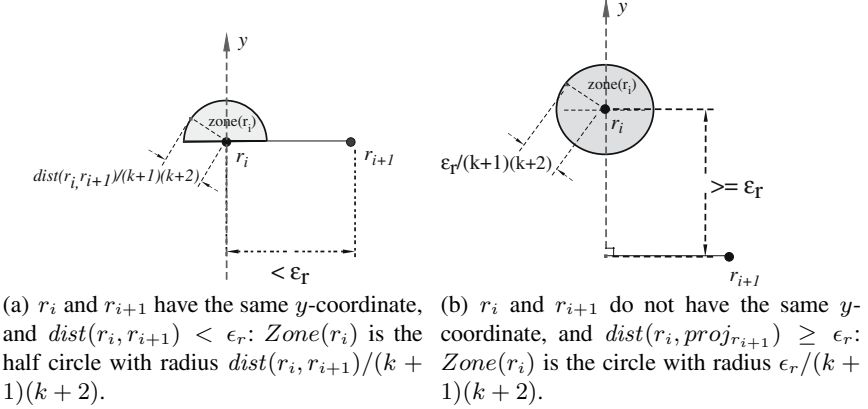 y
zone(r_i)
r_i
r_{i+1}
dist(r_i,r_{i+1})/(k+1)(k+2)
< ε_r
y
zone(r_i)
r_i
ε_r/(k+1)(k+2)
>= ε_r
r_{i+1}
(a) r_i and r_{i+1} have the same y-coordinate,
and dist(r_i, r_{i+1}) < ϵ_r: Zone(r_i) is the
half circle with radius dist(r_i, r_{i+1})/(k +
1)(k + 2).
(b) r_i and r_{i+1} do not have the same y-
coordinate, and dist(r_i, proj_{r_{i+1}}) ≥ ϵ_r:
Zone(r_i) is the circle with radius ϵ_r/(k +
1)(k + 2).